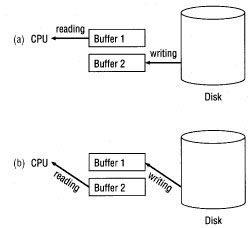 reading
(a) CPU Buffer 1
Buffer 2 writing
Disk
(b) CPU Buffer 1
reading Buffer 2 writing
Disk